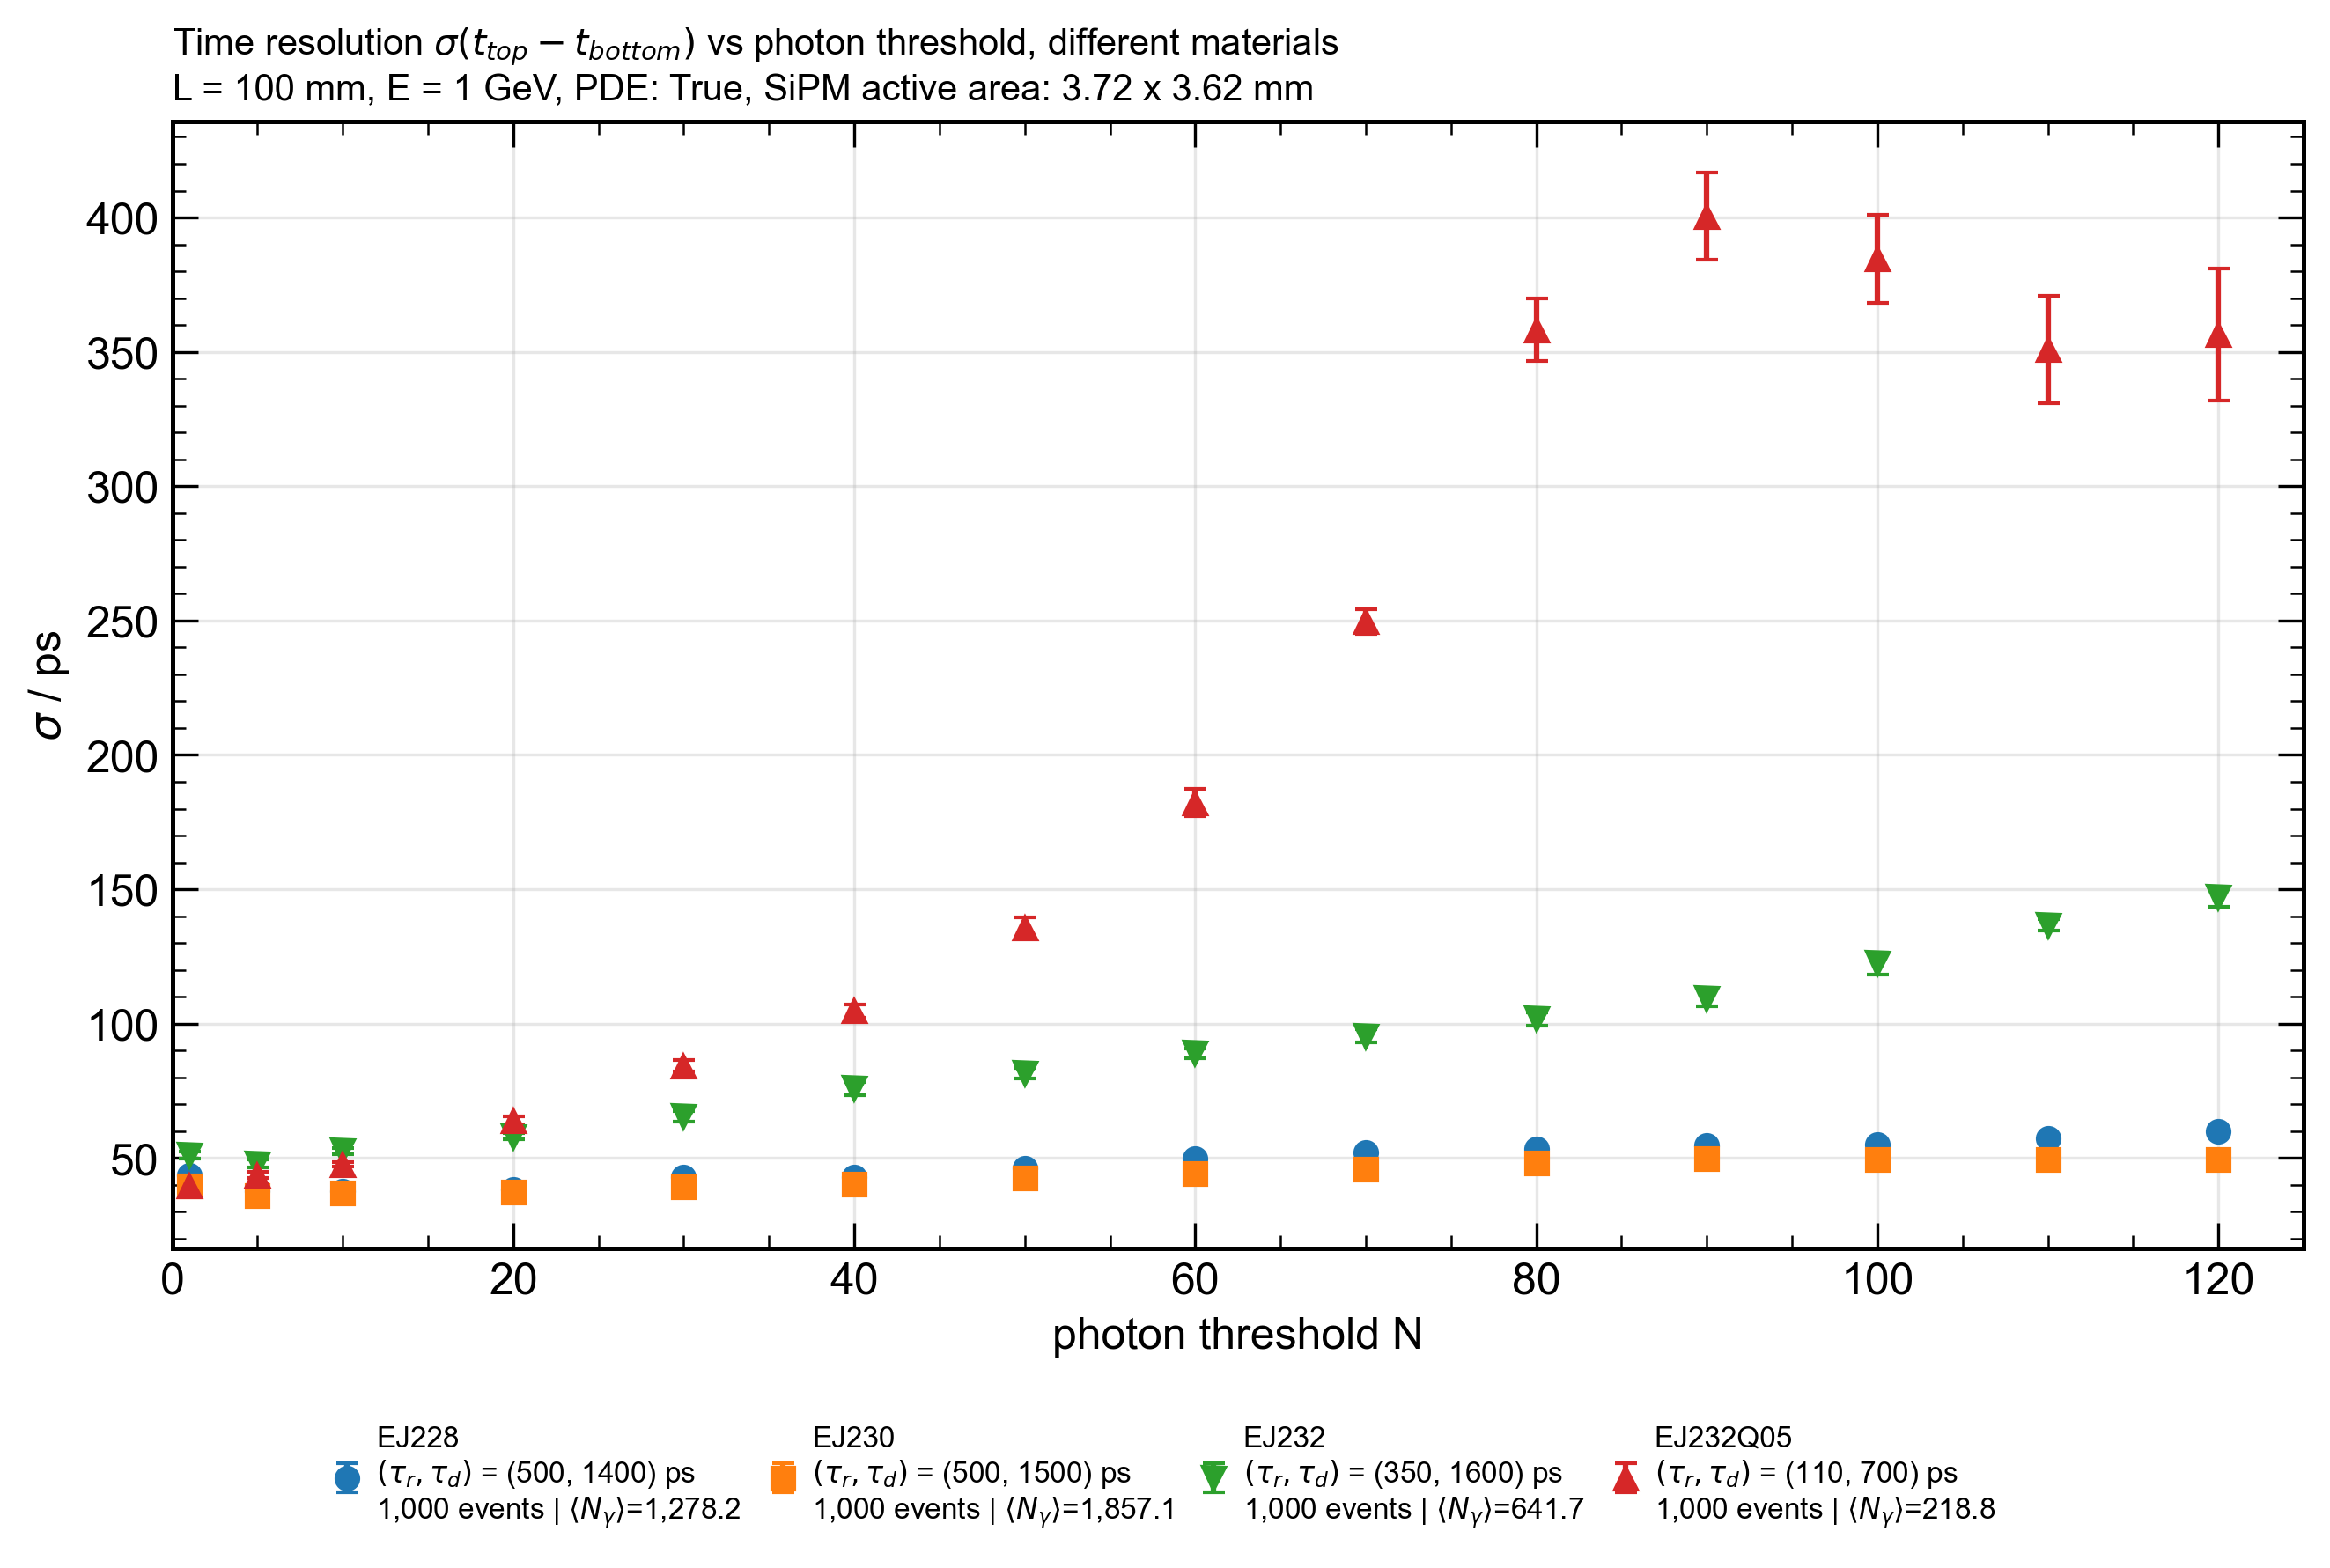 Time resolution σ(t_top − t_bottom) vs photon threshold, different materials
L = 100 mm, E = 1 GeV, PDE: True, SiPM active area: 3.72 x 3.62 mm
σ / ps
400
350
300
250
200
150
100
50
0 20 40 60 80 100 120
photon threshold N
EJ228
(τ_r, τ_d) = (500, 1400) ps
1,000 events | ⟨N_γ⟩=1,278.2
EJ230
(τ_r, τ_d) = (500, 1500) ps
1,000 events | ⟨N_γ⟩=1,857.1
EJ232
(τ_r, τ_d) = (350, 1600) ps
1,000 events | ⟨N_γ⟩=641.7
EJ232Q05
(τ_r, τ_d) = (110, 700) ps
1,000 events | ⟨N_γ⟩=218.8